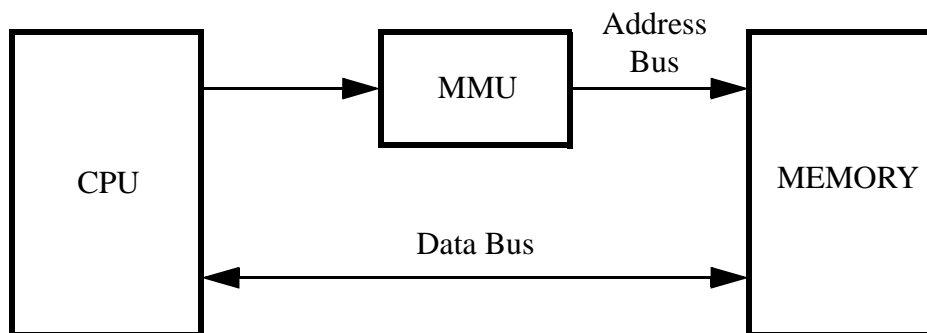 Address
Bus
MMU
CPU
MEMORY
Data Bus